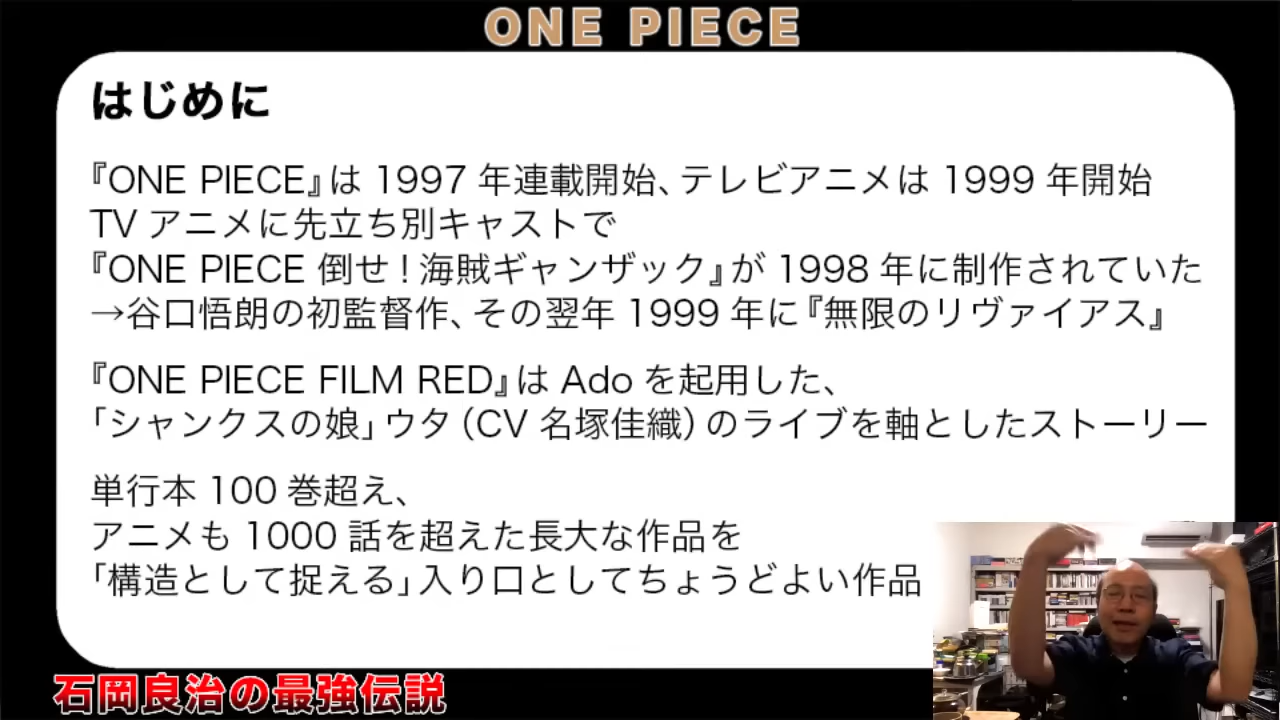 ONE PIECE
はじめに
『ONE PIECE』は 1997 年連載開始、テレビアニメは 1999 年開始
TV アニメに先立ち別キャストで
『ONE PIECE 倒せ！海賊ギャンザック』が 1998 年に制作されていた
→谷口悟朗の初監督作、その翌年 1999 年に『無限のリヴァイアス』
『ONE PIECE FILM RED』は Ado を起用した、
「シャンクスの娘」ウタ（CV 名塚佳織）のライブを軸としたストーリー
単行本 100 巻超え、
アニメも 1000 話を超えた長大な作品を
「構造として捉える」入り口としてちょうどよい作品
石岡良治の最強伝説